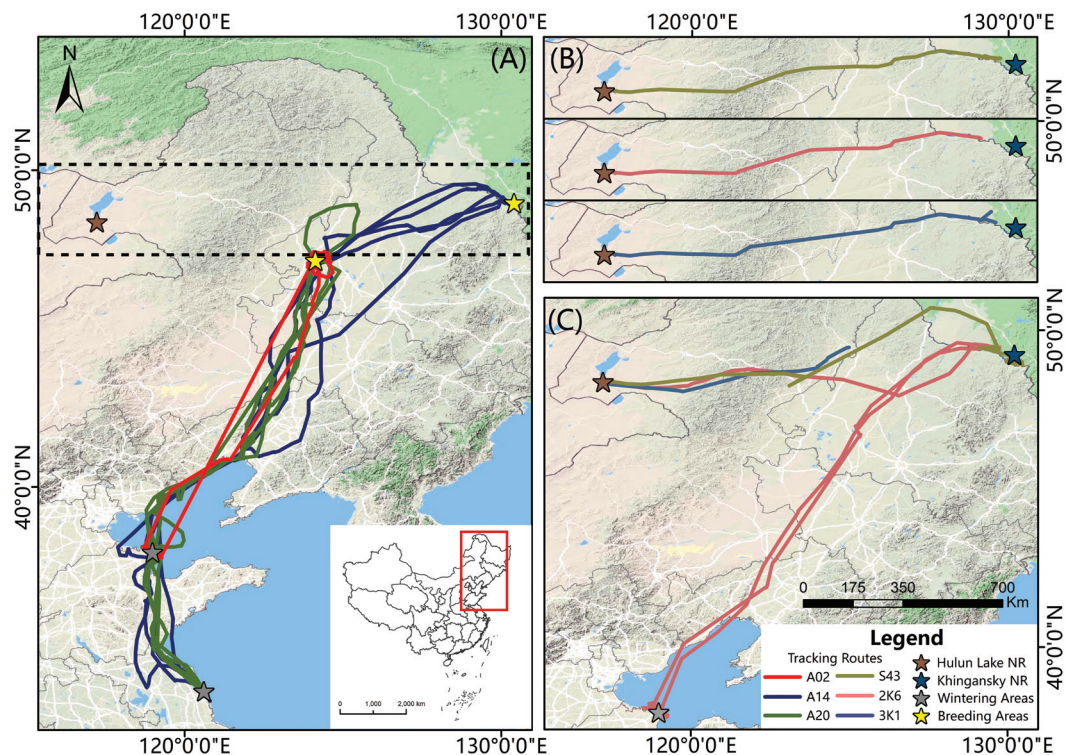 120°0'0"E
130°0'0"E
120°0'0"E
130°0'0"E
N
(A)
50°0'0"N
40°0'0"N
0 1,000 2,000 km
120°0'0"E
130°0'0"E
(B)
50°0'0"N
(C)
50°0'0"N
40°0'0"N
0 175 350 700
Km
Legend
Tracking Routes
A02
A14
A20
S43
2K6
3K1
Hulun Lake NR
Khingansky NR
Wintering Areas
Breeding Areas
120°0'0"E
130°0'0"E